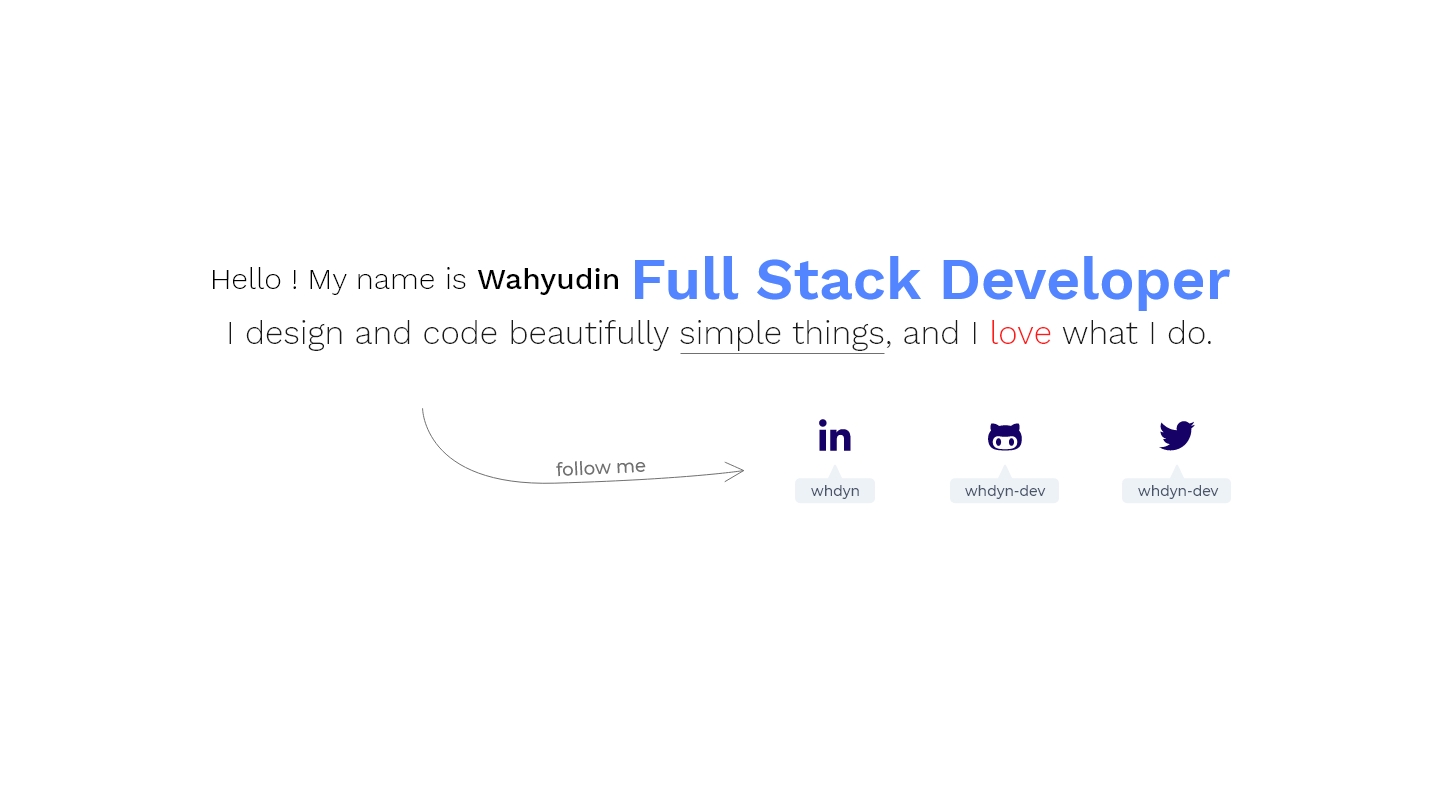 Hello ! My name is Wahyudin Full Stack Developer
I design and code beautifully simple things, and I love what I do.
follow me
whdyn
whdyn-dev
whdyn-dev